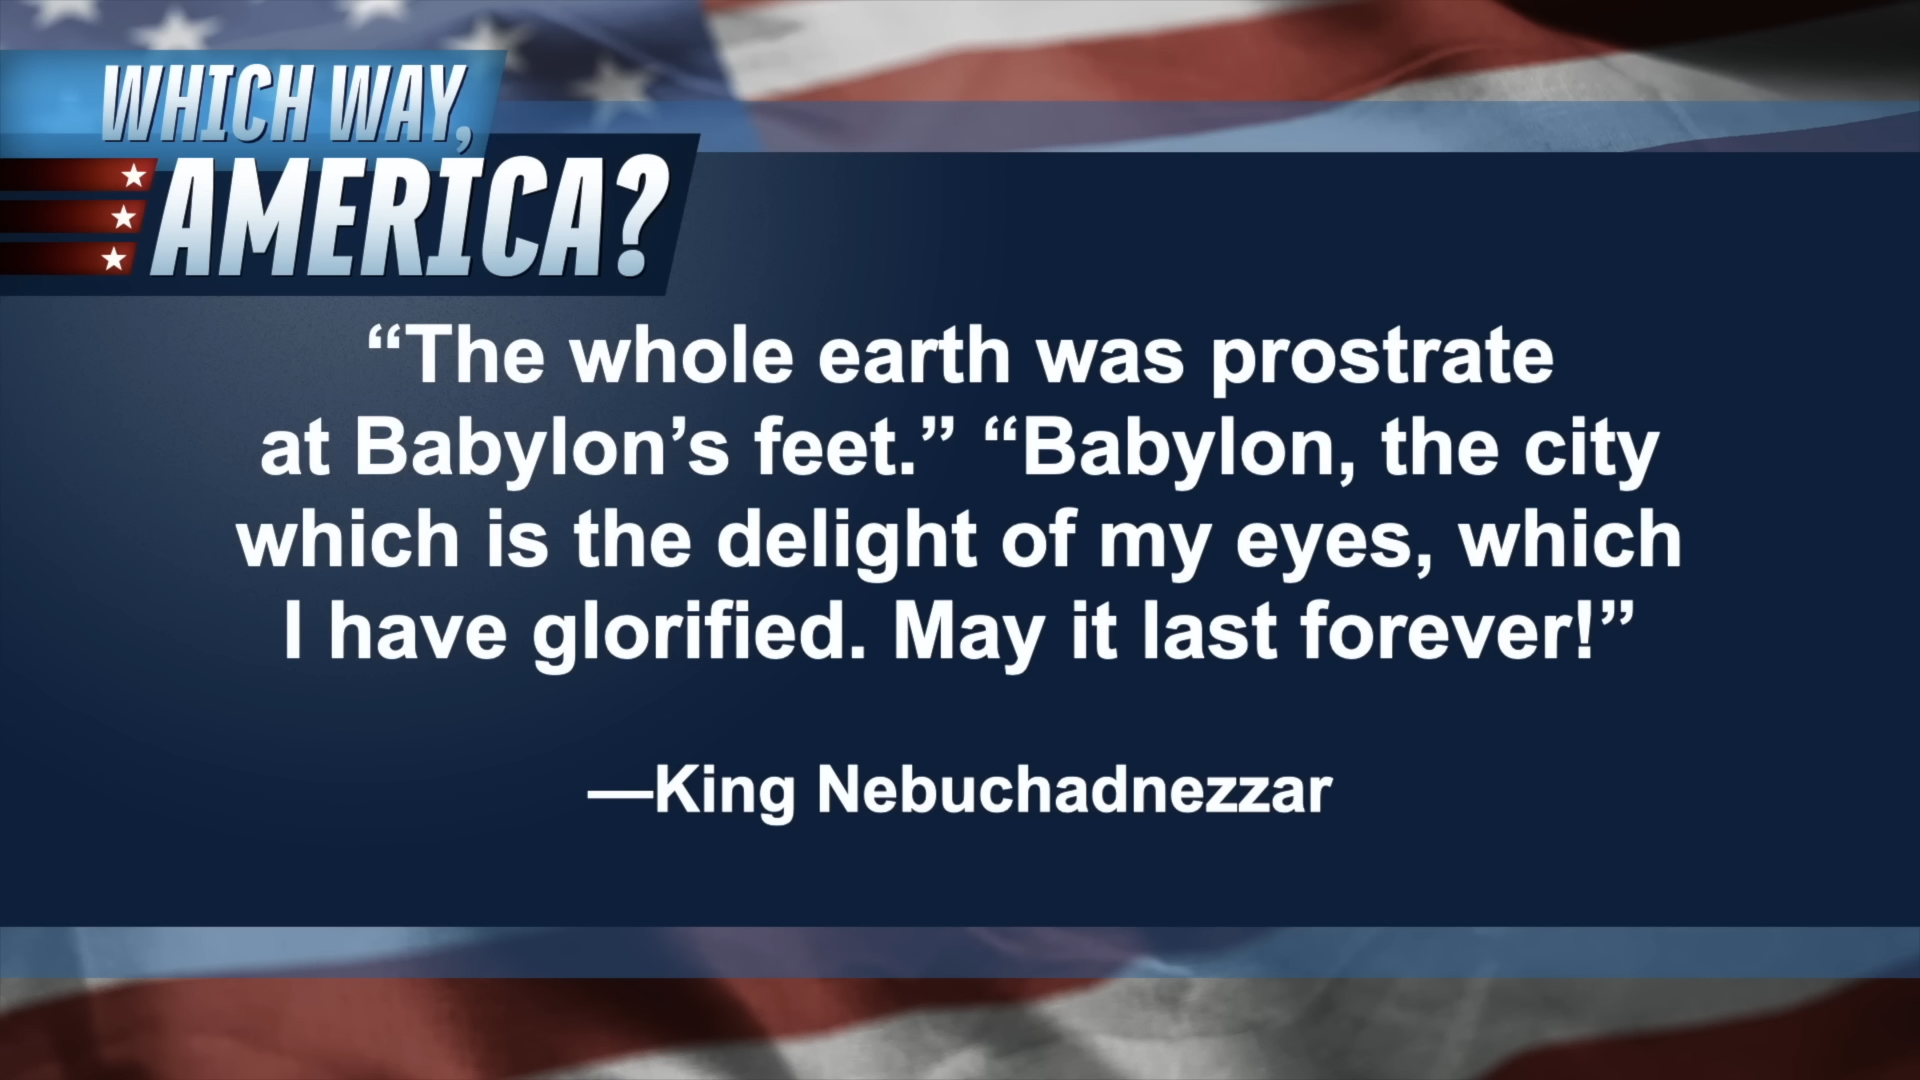 WHICH WAY,
AMERICA?
“The whole earth was prostrate
at Babylon’s feet.” “Babylon, the city
which is the delight of my eyes, which
I have glorified. May it last forever!”
—King Nebuchadnezzar